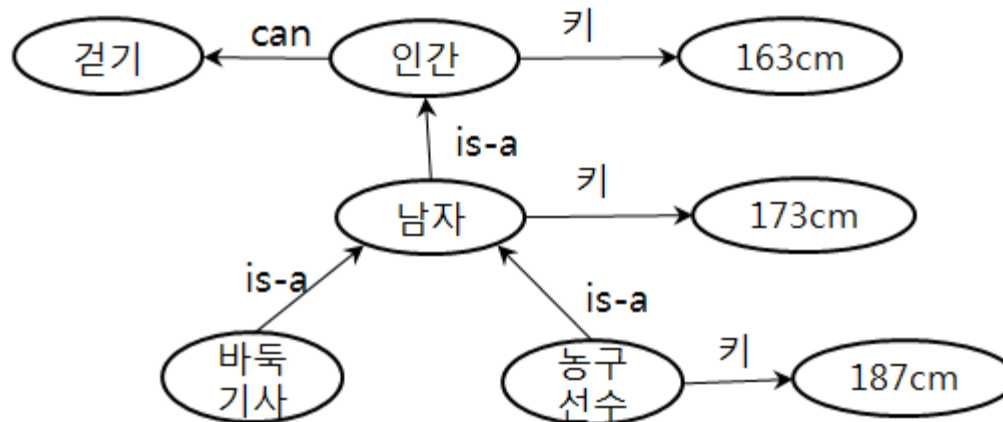 걷기 can 인간 키 163cm
is-a
남자 키 173cm
is-a is-a
바둑
기사
농구
선수
키 187cm